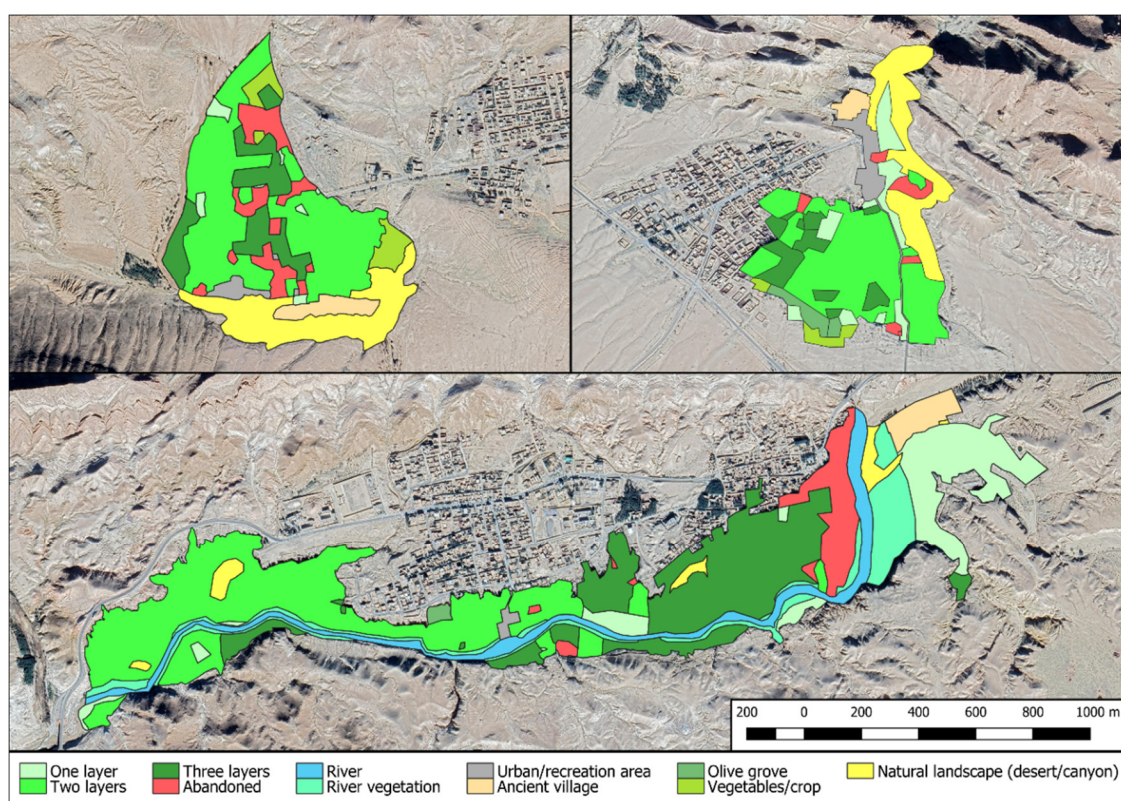 200 0 200 400 600 800 1000 m
One layer Three layers River Urban/recreation area Olive grove Natural landscape (desert/canyon)
Two layers Abandoned River vegetation Ancient village Vegetables/crop